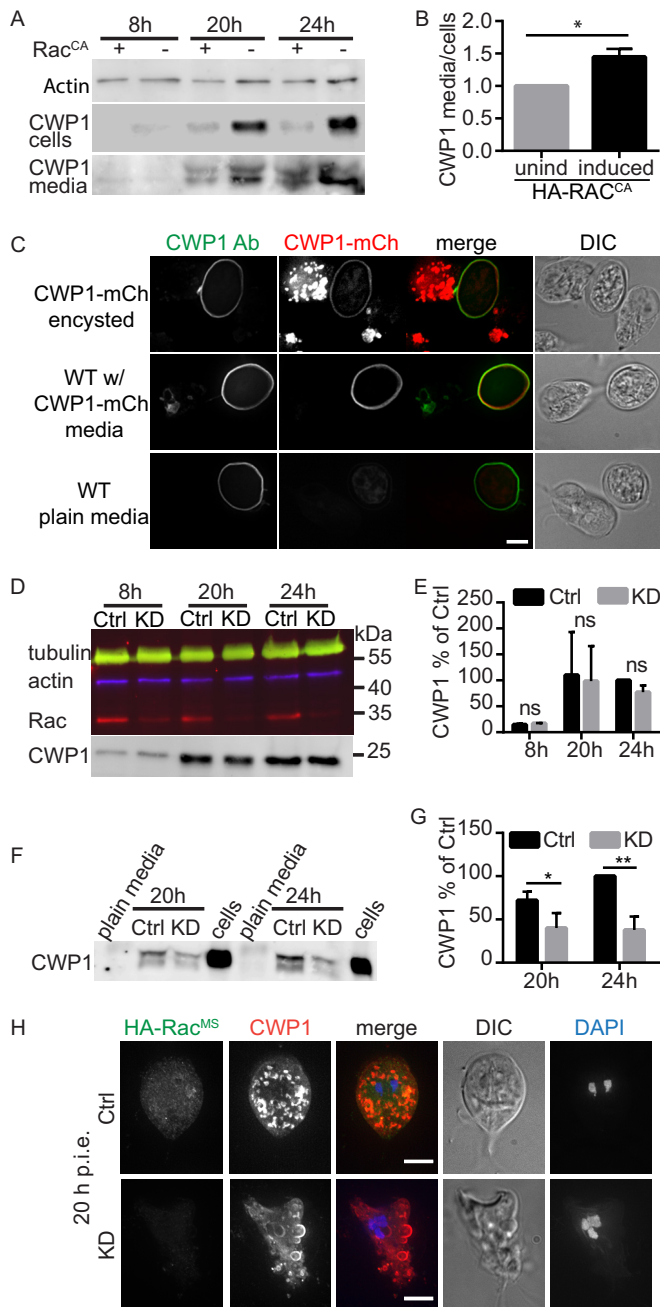 A
8h 20h 24h
Rac^CA + - + - + -
Actin
CWP1
cells
CWP1
media
B
CWP1 media/cells
2.0
1.5
1.0
0.5
0.0
*
unind induced
HA-RAC^CA
C
CWP1 Ab CWP1-mCh merge DIC
CWP1-mCh
encysted
WT w/
CWP1-mCh
media
WT
plain media
D
8h 20h 24h
Ctrl KD Ctrl KD Ctrl KD
kDa
tubulin
actin
Rac
CWP1
55
40
35
25
E
Ctrl KD
CWP1 % of Ctrl
250
200
150
100
50
0
ns ns ns
8h 20h 24h
F
plain media
20h
Ctrl KD
cells
plain media
24h
Ctrl KD
cells
CWP1
G
Ctrl KD
CWP1 % of Ctrl
100
50
0
* **
20h 24h
H
HA-Rac^MS CWP1 merge DIC DAPI
20 h p.i.e.
Ctrl
KD